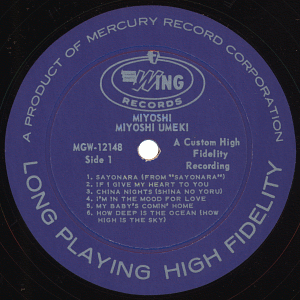 A PRODUCT OF MERCURY RECORD CORPORATION
WING
RECORDS
MIYOSHI
MIYOSHI UMEKI
MGW-12148
Side 1
A Custom High
Fidelity
Recording
1. SAYONARA (FROM "SAYONARA")
2. IF I GIVE MY HEART TO YOU
3. CHINA NIGHTS (SHINA NO YORU)
4. I'M IN THE MOOD FOR LOVE
5. MY BABY'S COMIN' HOME
6. HOW DEEP IS THE OCEAN (HOW
HIGH IS THE SKY)
LONG PLAYING HIGH FIDELITY